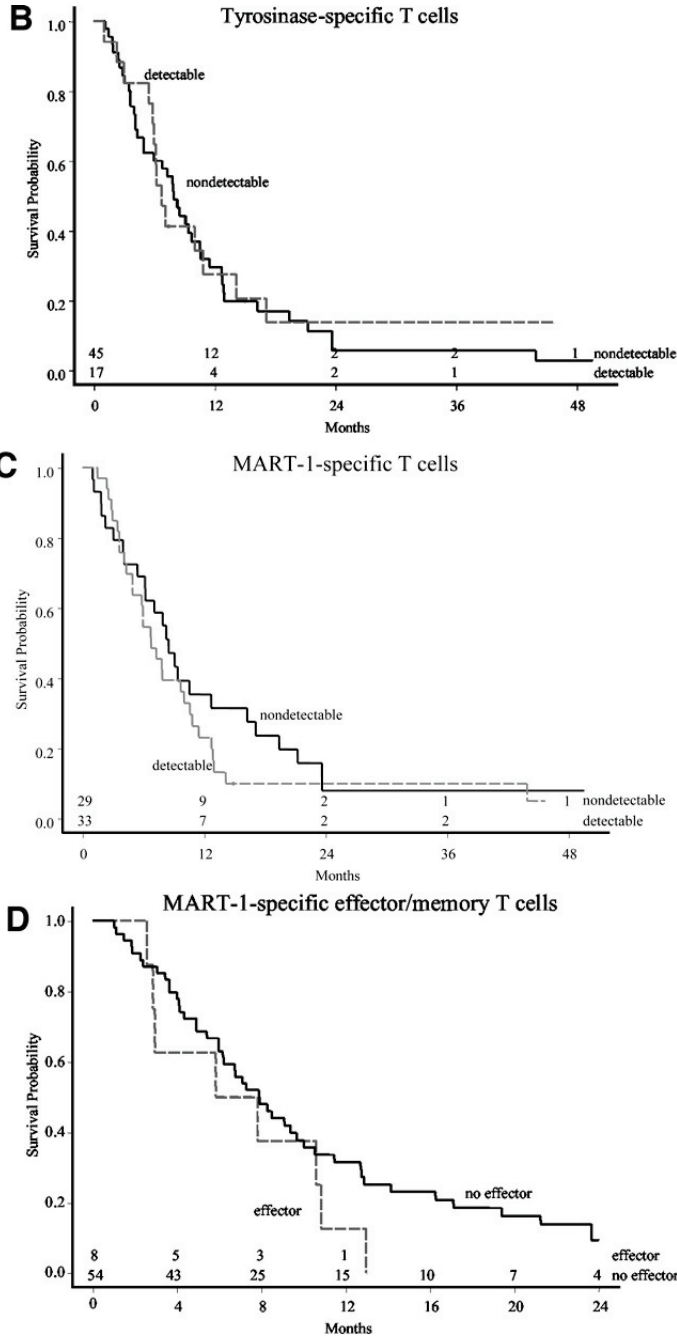 B
Tyrosinase-specific T cells
1.0
detectable
0.8
0.6
nondetectable
Survival Probability
0.4
0.2
45 12 2 2 1 nondetectable
0.0
17 4 2 1 detectable
0 12 24 36 48
Months
C
MART-1-specific T cells
1.0
0.8
0.6
Survival Probability
0.4
nondetectable
0.2
detectable
29 9 2 1 1 nondetectable
0.0
33 7 2 2 detectable
0 12 24 36 48
Months
D
MART-1-specific effector/memory T cells
1.0
0.8
0.6
Survival Probability
0.4
no effector
0.2
effector
8 5 3 1 effector
0.0
54 43 25 15 10 7 4 no effector
0 4 8 12 16 20 24
Months